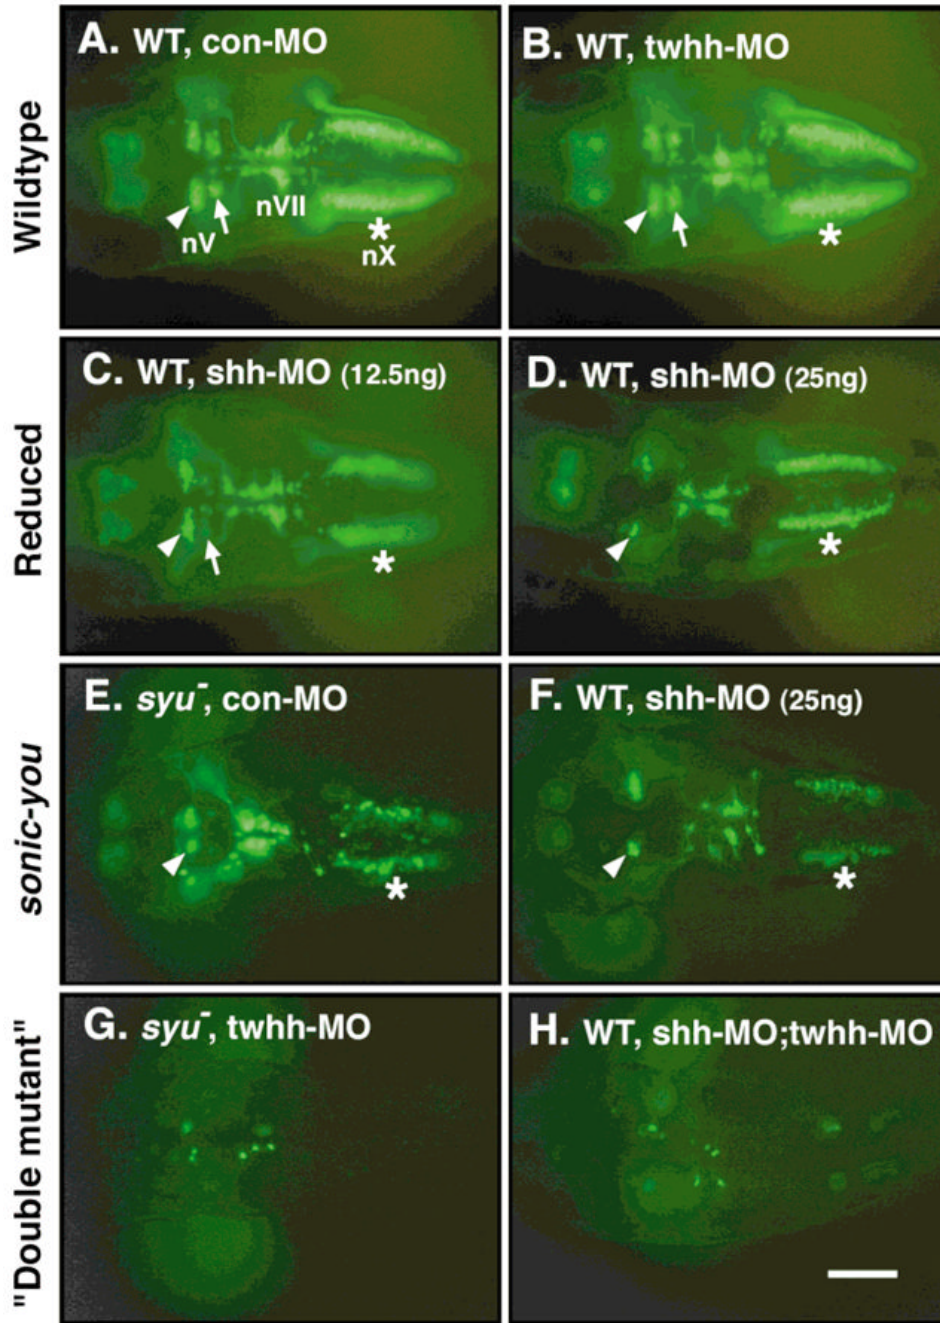 Wildtype
A. WT, con-MO
nV
nVII
*
nX
B. WT, twhh-MO
*
Reduced
C. WT, shh-MO (12.5ng)
*
D. WT, shh-MO (25ng)
*
sonic-you
E. syu⁻, con-MO
*
F. WT, shh-MO (25ng)
*
"Double mutant"
G. syu⁻, twhh-MO
H. WT, shh-MO;twhh-MO